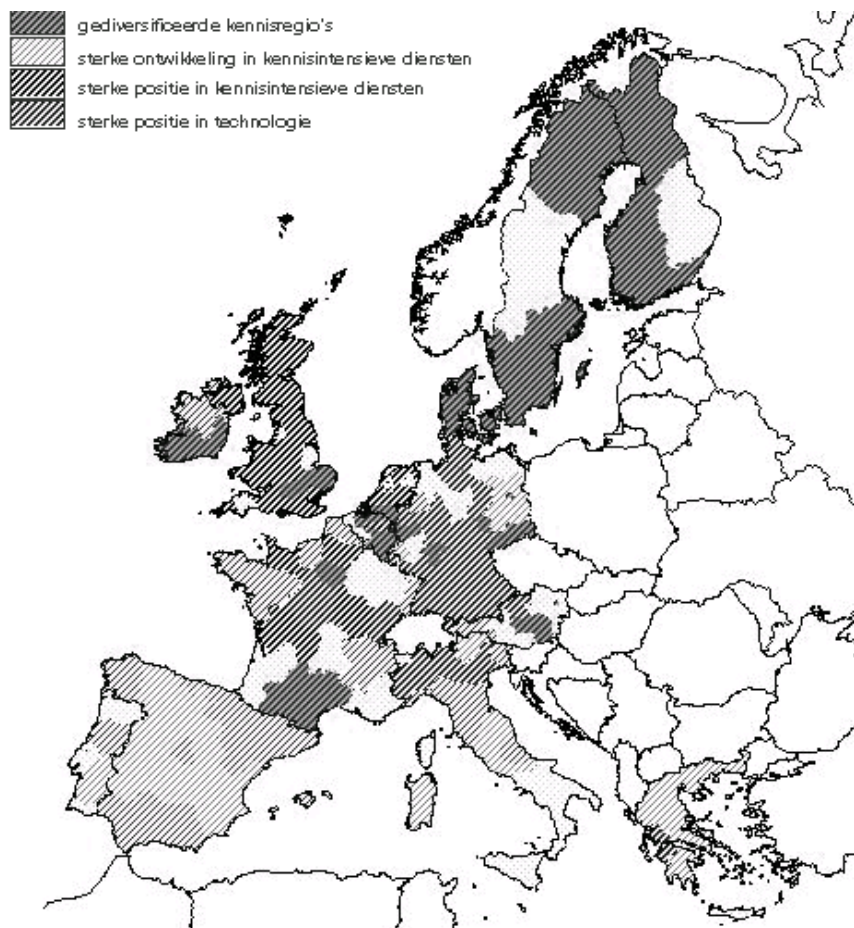 gediversificeerde kennisregio's
sterke ontwikkeling in kennisintensieve diensten
sterke positie in kennisintensieve diensten
sterke positie in technologie